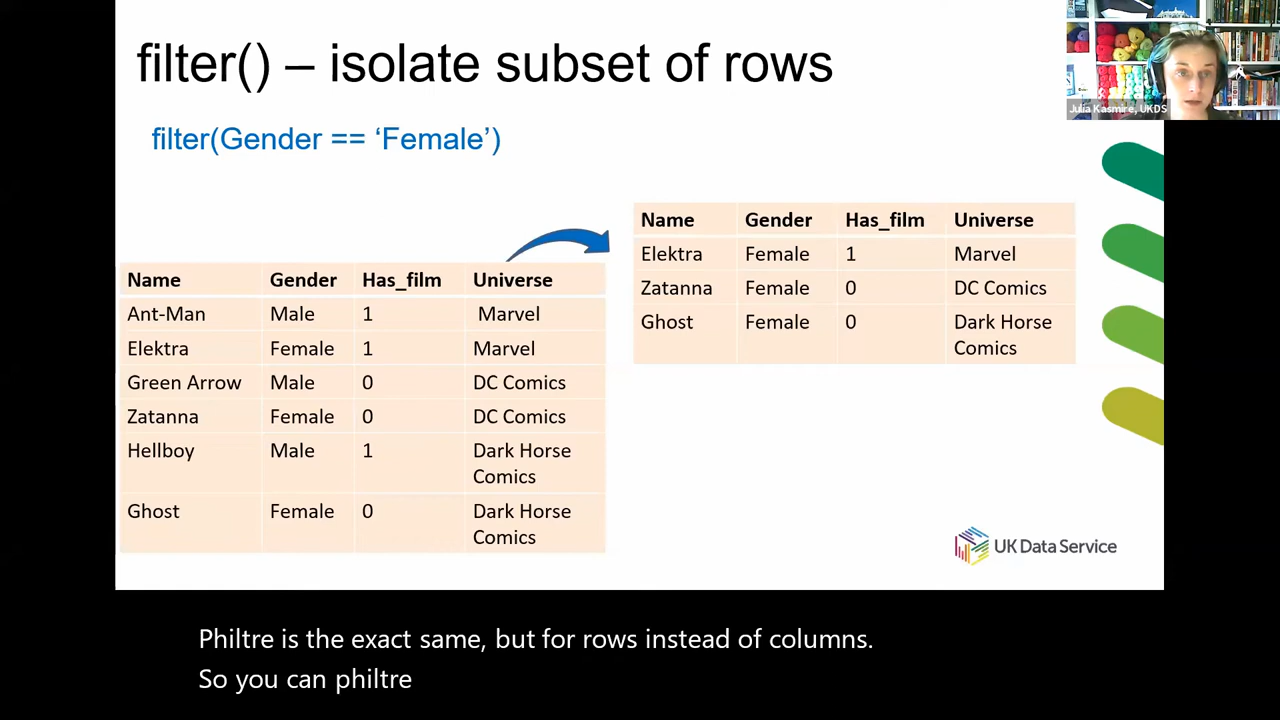 filter() – isolate subset of rows
Julia Kasmire, UKDS
filter(Gender == ‘Female’)
Name Gender Has_film Universe
Ant-Man Male 1 Marvel
Elektra Female 1 Marvel
Green Arrow Male 0 DC Comics
Zatanna Female 0 DC Comics
Hellboy Male 1 Dark Horse
Comics
Ghost Female 0 Dark Horse
Comics
Name Gender Has_film Universe
Elektra Female 1 Marvel
Zatanna Female 0 DC Comics
Ghost Female 0 Dark Horse
Comics
UK Data Service
Philtre is the exact same, but for rows instead of columns.
So you can philtre